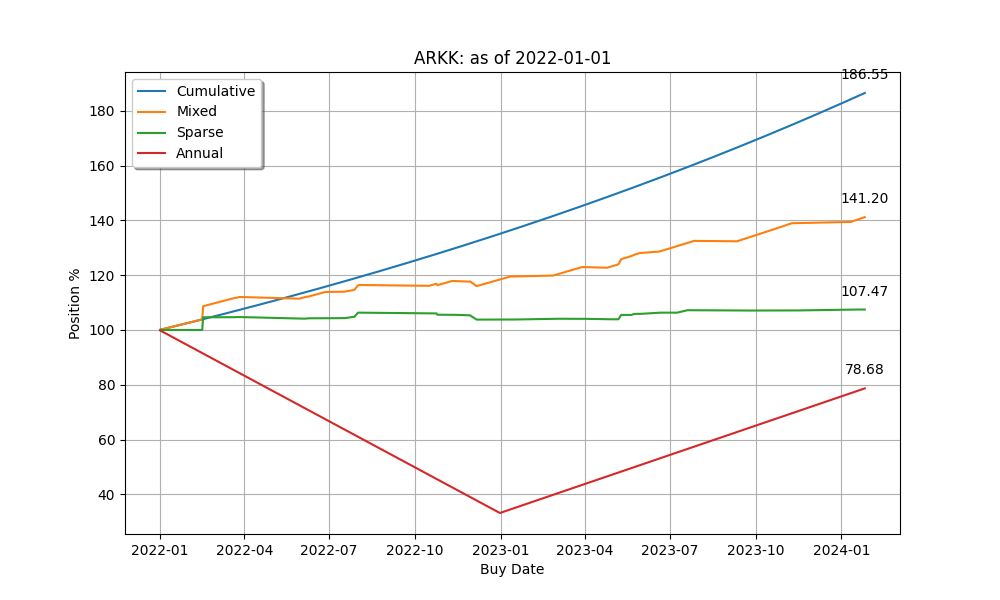 ARKK: as of 2022-01-01
186.55
Cumulative
Mixed
Sparse
Annual
141.20
107.47
78.68
180
160
140
120
100
80
60
40
Position %
2022-01 2022-04 2022-07 2022-10 2023-01 2023-04 2023-07 2023-10 2024-01
Buy Date